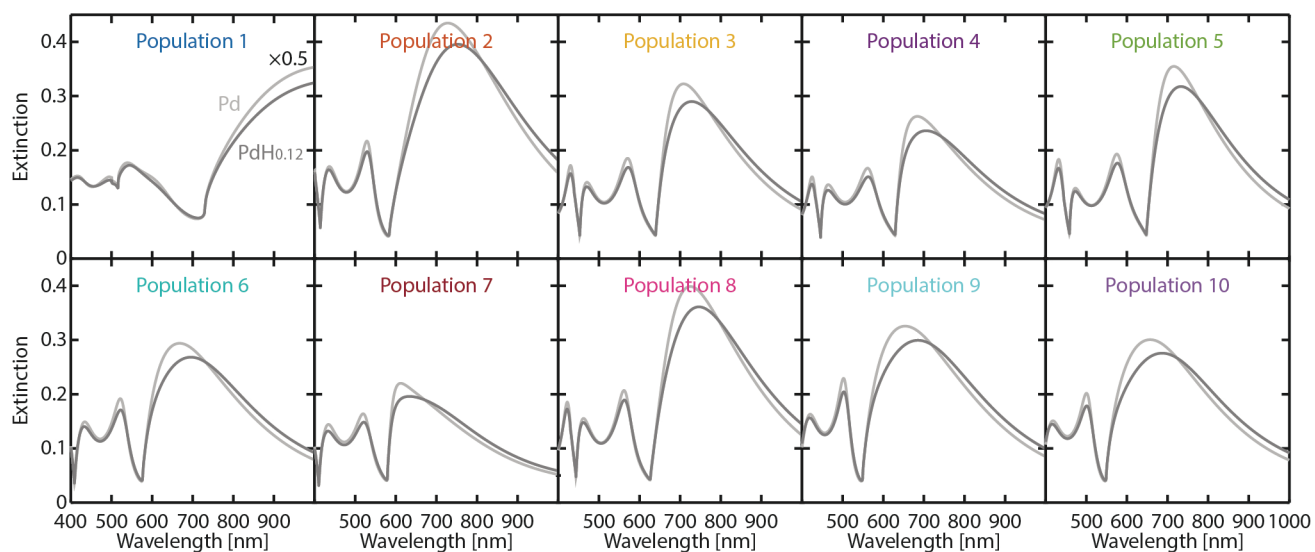 Population 1
Population 2
Population 3
Population 4
Population 5
0.4
0.3
0.2
0.1
0
Extinction
×0.5
Pd
PdH0.12
Population 6
Population 7
Population 8
Population 9
Population 10
0.4
0.3
0.2
0.1
0
Extinction
400 500 600 700 800 900
500 600 700 800 900
500 600 700 800 900
500 600 700 800 900
500 600 700 800 900 1000
Wavelength [nm]
Wavelength [nm]
Wavelength [nm]
Wavelength [nm]
Wavelength [nm]